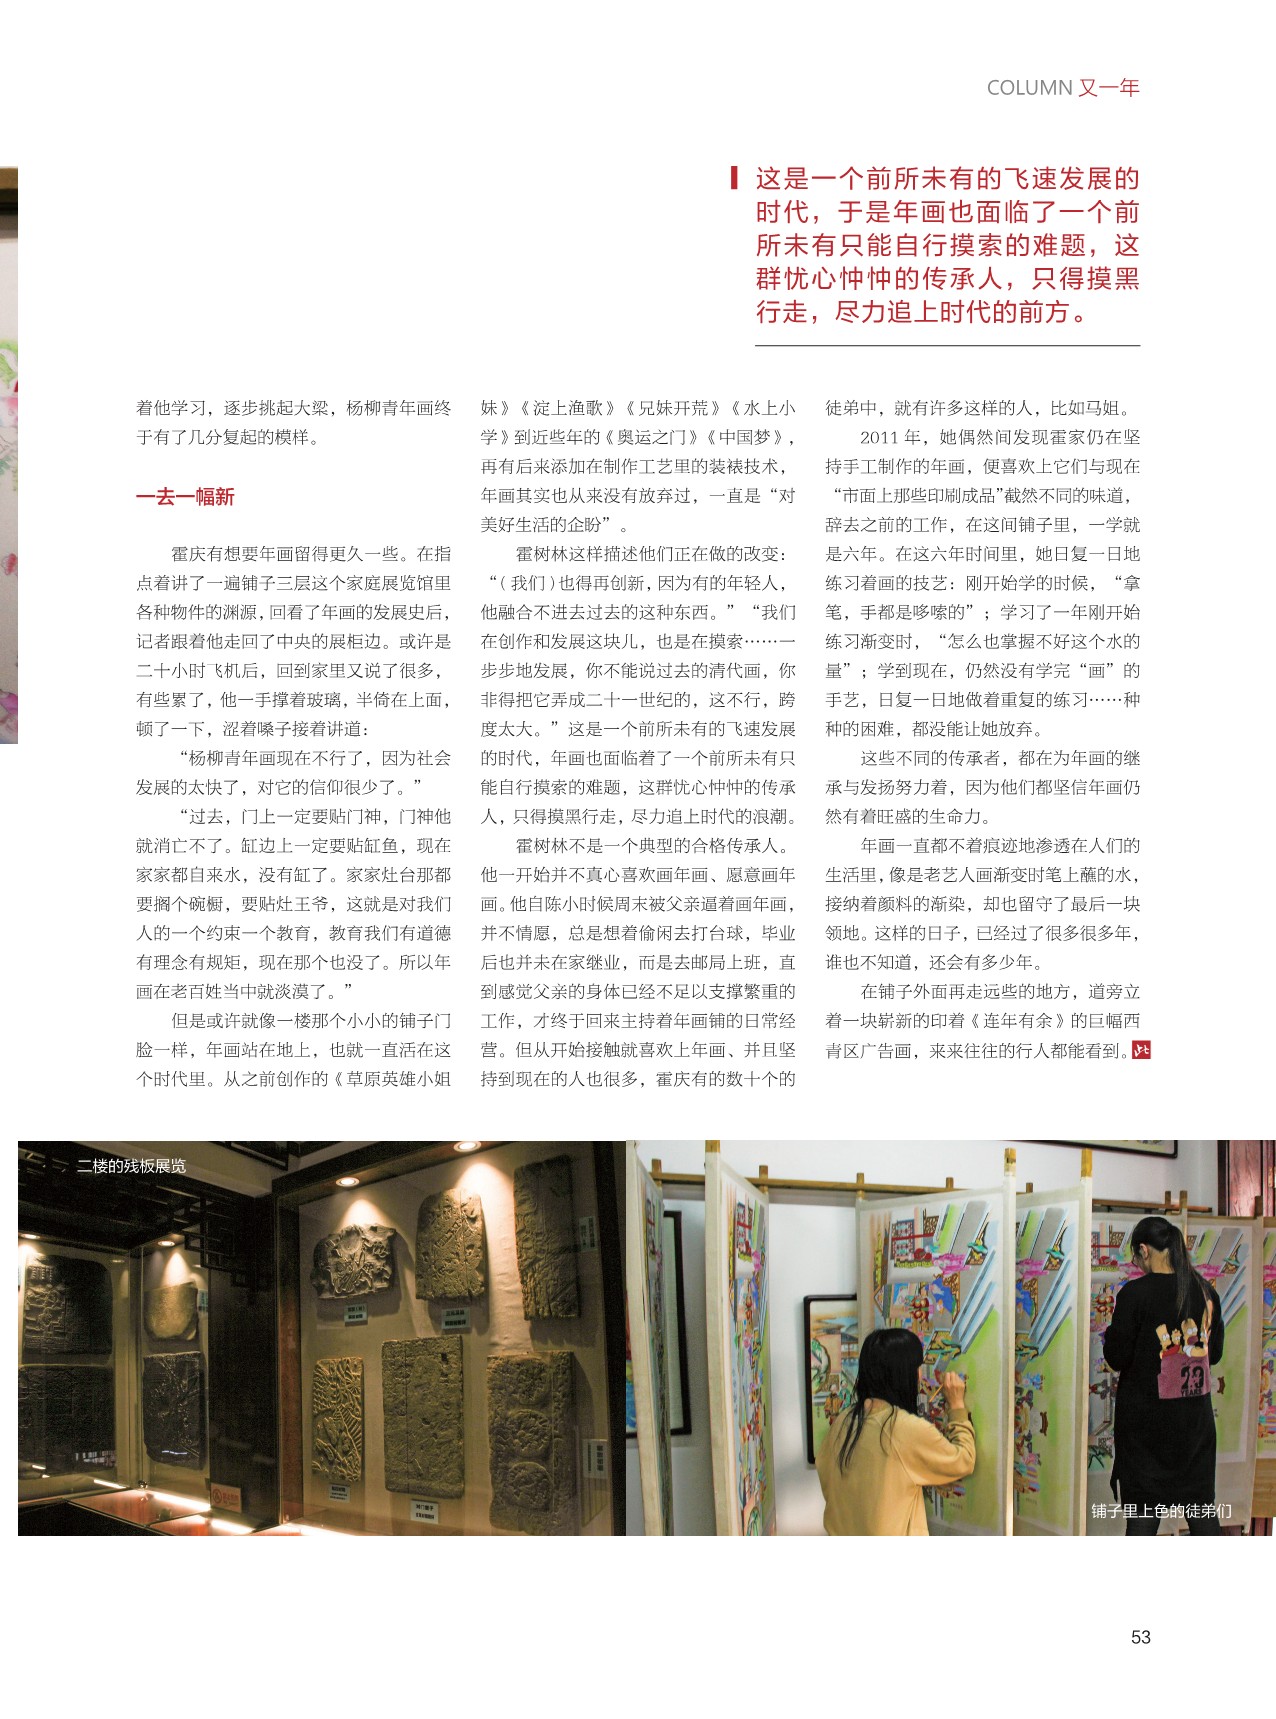 COLUMN 又一年
这是一个前所未有的飞速发展的
时代，于是年画也面临了一个前
所未有只能自行摸索的难题，这
群忧心忡忡的传承人，只得摸黑
行走，尽力追上时代的前方。
着他学习，逐步挑起大梁，杨柳青年画终
于有了几分复起的模样。
一去一幅新
霍庆有想要年画留得更久一些。在指
点着讲了一遍铺子三层这个家庭展览馆里
各种物件的渊源，回看了年画的发展史后，
记者跟着他走回了中央的展柜边。或许是
二十小时飞机后，回到家里又说了很多，
有些累了，他一手撑着玻璃，半倚在上面，
顿了一下，涩着嗓子接着讲道：
“杨柳青年画现在不行了，因为社会
发展的太快了，对它的信仰很少了。”
“过去，门上一定要贴门神，门神他
就消亡不了。缸边上一定要贴缸鱼，现在
家家都自来水，没有缸了。家家灶台那都
要搁个碗橱，要贴灶王爷，这就是对我们
人的一个约束一个教育，教育我们有道德
有理念有规矩，现在那个也没了。所以年
画在老百姓当中就淡漠了。”
但是或许就像一楼那个小小的铺子门
脸一样，年画站在地上，也就一直活在这
个时代里。从之前创作的《草原英雄小姐
妹》《淀上渔歌》《兄妹开荒》《水上小
学》到近些年的《奥运之门》《中国梦》，
再有后来添加在制作工艺里的装裱技术，
年画其实也从来没有放弃过，一直是“对
美好生活的企盼”。
霍树林这样描述他们正在做的改变：
“（我们）也得再创新，因为有的年轻人，
他融合不进去过去的这种东西。”“我们
在创作和发展这块儿，也是在摸索……一
步步地发展，你不能说过去的清代画，你
非得把它弄成二十一世纪的，这不行，跨
度太大。”这是一个前所未有的飞速发展
的时代，年画也面临着了一个前所未有只
能自行摸索的难题，这群忧心忡忡的传承
人，只得摸黑行走，尽力追上时代的浪潮。
霍树林不是一个典型的合格传承人。
他一开始并不真心喜欢画年画、愿意画年
画。他自陈小时候周末被父亲逼着画年画，
并不情愿，总是想着偷闲去打台球，毕业
后也并未在家继业，而是去邮局上班，直
到感觉父亲的身体已经不足以支撑繁重的
工作，才终于回来主持着年画铺的日常经
营。但从开始接触就喜欢上年画、并且坚
持到现在的人也很多，霍庆有的数十个的
徒弟中，就有许多这样的人，比如马姐。
2011 年，她偶然间发现霍家仍在坚
持手工制作的年画，便喜欢上它们与现在
“市面上那些印刷成品”截然不同的味道，
辞去之前的工作，在这间铺子里，一学就
是六年。在这六年时间里，她日复一日地
练习着画的技艺：刚开始学的时候，“拿
笔，手都是哆嗦的”；学习了一年刚开始
练习渐变时，“怎么也掌握不好这个水的
量”；学到现在，仍然没有学完“画”的
手艺，日复一日地做着重复的练习……种
种的困难，都没能让她放弃。
这些不同的传承者，都在为年画的继
承与发扬努力着，因为他们都坚信年画仍
然有着旺盛的生命力。
年画一直都不着痕迹地渗透在人们的
生活里，像是老艺人画渐变时笔上蘸的水，
接纳着颜料的渐染，却也留守了最后一块
领地。这样的日子，已经过了很多很多年，
谁也不知道，还会有多少年。
在铺子外面再走远些的地方，道旁立
着一块崭新的印着《连年有余》的巨幅西
青区广告画，来来往往的行人都能看到。
二楼的残板展览
铺子里上色的徒弟们
53